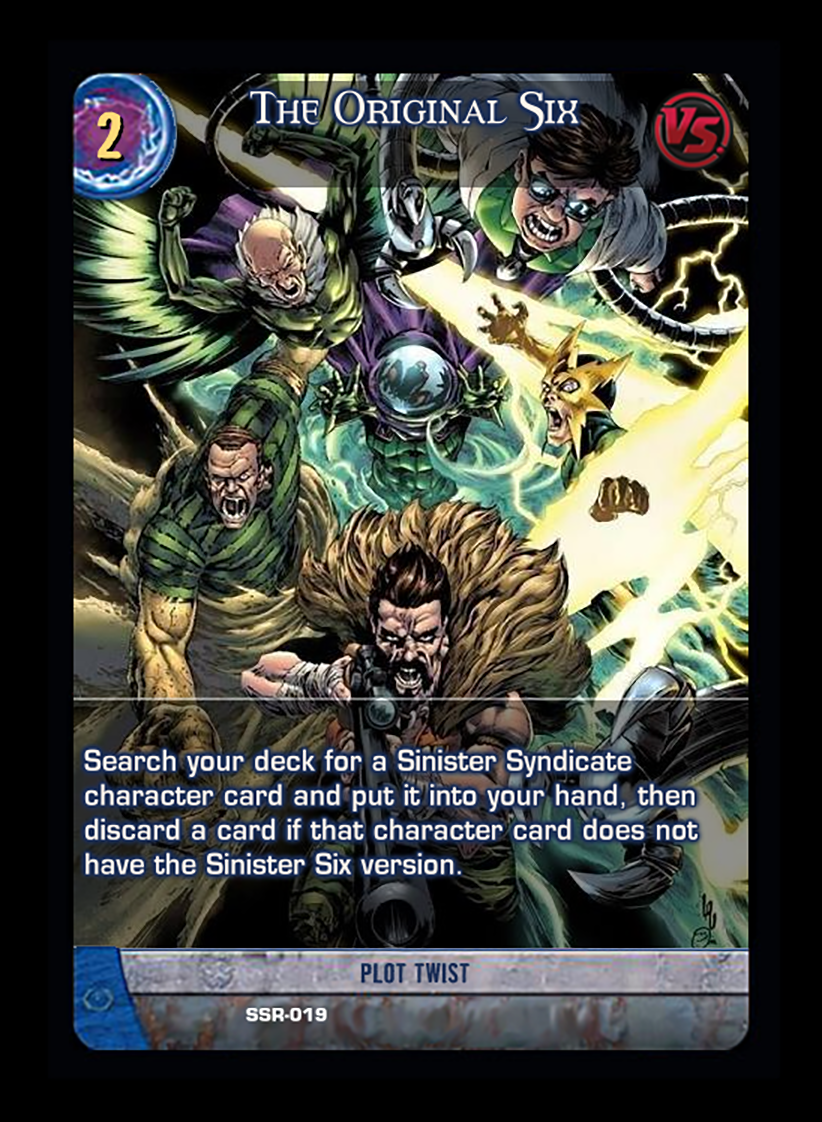 2
The Original Six
VS.
Search your deck for a Sinister Syndicate
character card and put it into your hand, then
discard a card if that character card does not
have the Sinister Six version.
PLOT TWIST
SSR-019